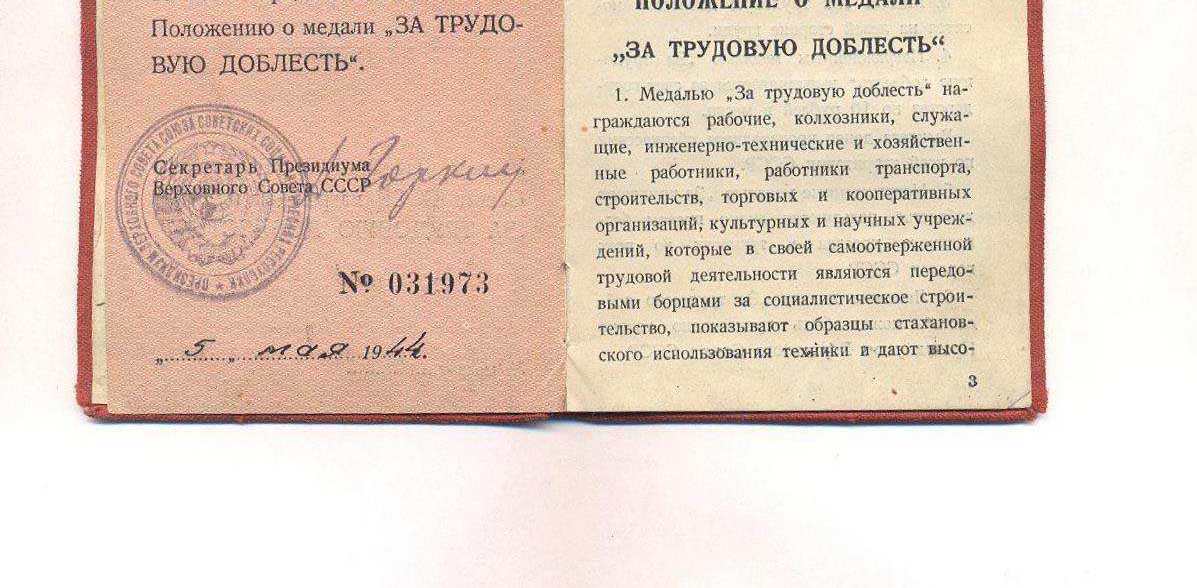 Положению о медали „ЗА ТРУДО-
ВУЮ ДОБЛЕСТЬ“.
Секретарь Президиума
Верховного Совета СССР
Горкин
№ 031973
„ 5 „ мая 1944.
ПОЛОЖЕНИЕ О МЕДАЛИ
„ЗА ТРУДОВУЮ ДОБЛЕСТЬ“
1. Медалью „За трудовую доблесть“ на-
граждаются рабочие, колхозники, служа-
щие, инженерно-технические и хозяйствен-
ные работники, работники транспорта,
строительств, торговых и кооперативных
организаций, культурных и научных учреж-
дений, которые в своей самоотверженной
трудовой деятельности являются передо-
выми борцами за социалистическое строи-
тельство, показывают образцы стаханов-
ского использования техники и дают высо-
3